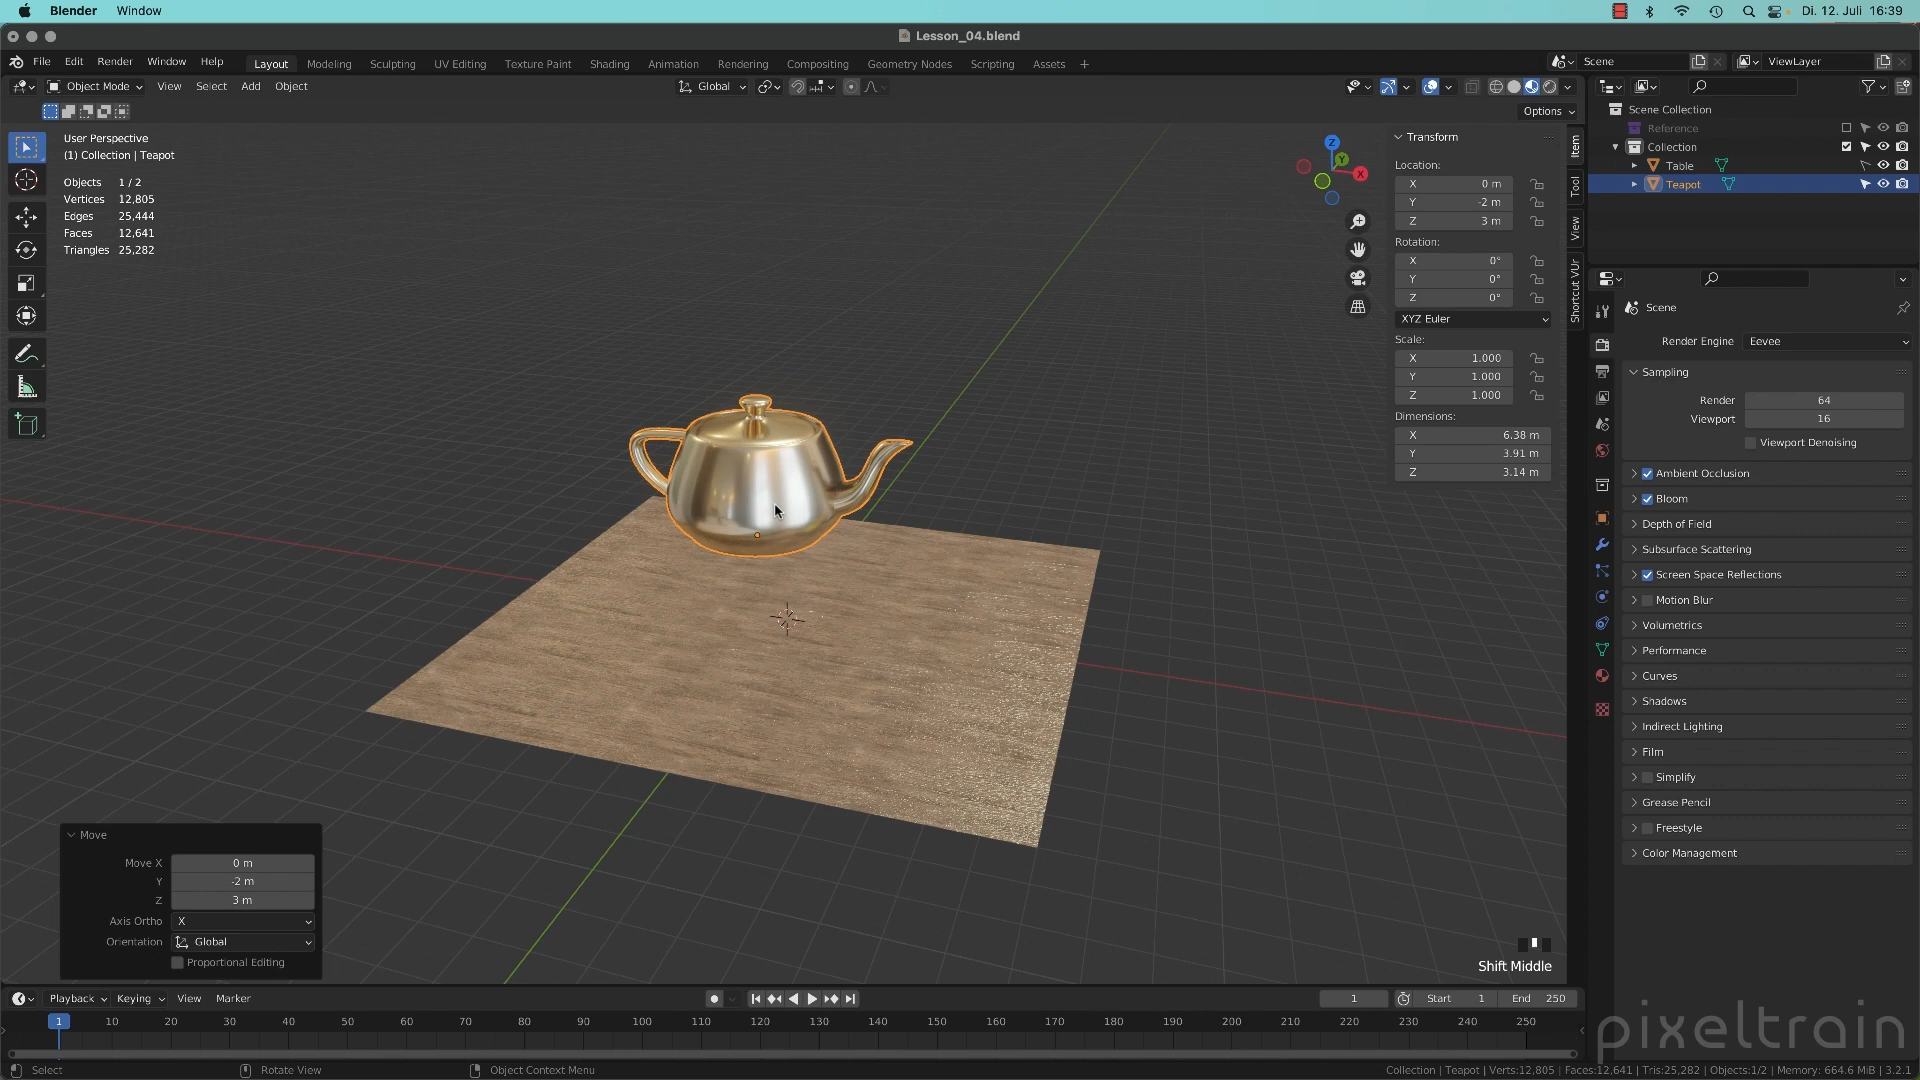 Blender Window Di. 12. Juli 16:39
Lesson_04.blend
File Edit Render Window Help Layout Modeling Sculpting UV Editing Texture Paint Shading Animation Rendering Compositing Geometry Nodes Scripting Assets + Scene ViewLayer
Object Mode View Select Add Object Global
Options
User Perspective
(1) Collection | Teapot
Objects 1 / 2
Vertices 12,805
Edges 25,444
Faces 12,641
Triangles 25,282
Z
Y
X
Transform
Location:
X 0 m
Y -2 m
Z 3 m
Rotation:
X 0°
Y 0°
Z 0°
XYZ Euler
Scale:
X 1.000
Y 1.000
Z 1.000
Dimensions:
X 6.38 m
Y 3.91 m
Z 3.14 m
Item
Tool
View
Shortcut VUr
Scene Collection
Reference
Collection
Table
Teapot
Scene
Render Engine Eevee
Sampling
Render 64
Viewport 16
Viewport Denoising
Ambient Occlusion
Bloom
Depth of Field
Subsurface Scattering
Screen Space Reflections
Motion Blur
Volumetrics
Performance
Curves
Shadows
Indirect Lighting
Film
Simplify
Grease Pencil
Freestyle
Color Management
Move
Move X 0 m
Y -2 m
Z 3 m
Axis Ortho X
Orientation Global
Proportional Editing
Shift Middle
Playback Keying View Marker 1 Start 1 End 250
1 10 20 30 40 50 60 70 80 90 100 110 120 130 140 150 160 170 180 190 200 210 220 230 240 250
pixeltrain
Select Rotate View Object Context Menu Collection | Teapot | Verts:12,805 | Faces:12,641 | Tris:25,282 | Objects:1/2 | Memory: 664.6 MiB | 3.2.1